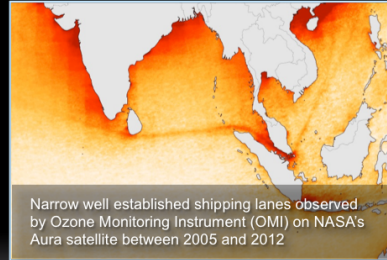 Narrow well established shipping lanes observed
by Ozone Monitoring Instrument (OMI) on NASA's
Aura satellite between 2005 and 2012